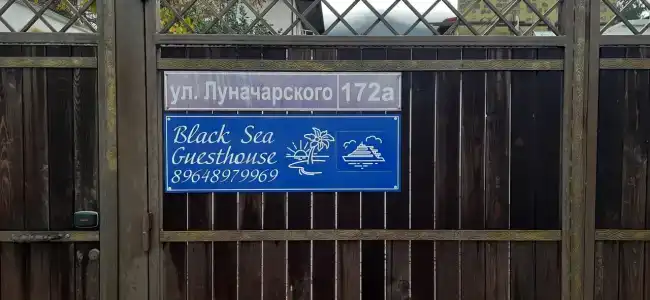 ул. Луначарского 172а
Black Sea
Guesthouse
89648979969